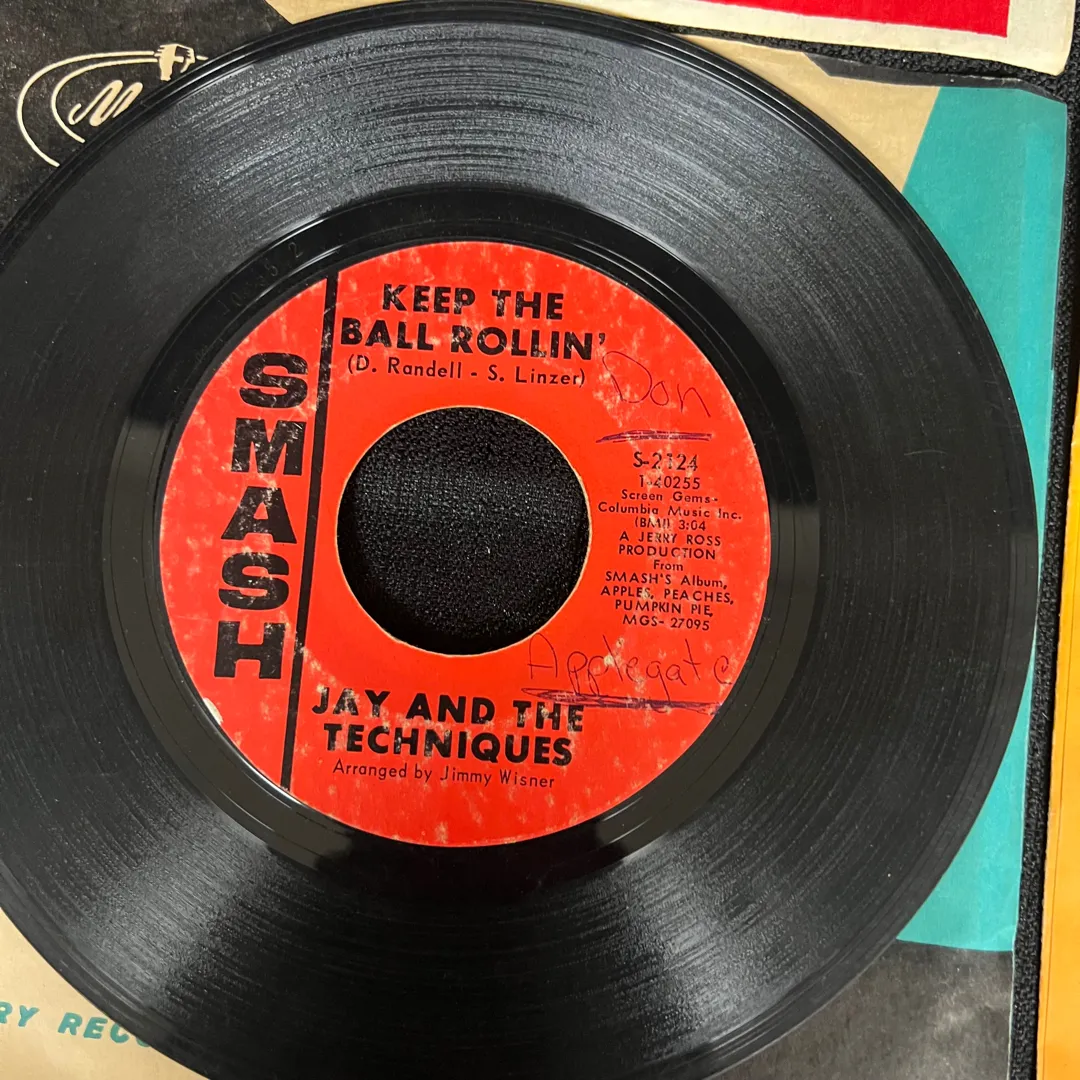 KEEP THE
BALL ROLLIN'
(D. Randell - S. Linzer)
Don
SMASH
S-2124
1-40255
Screen Gems-
Columbia Music Inc.
(BMI) 3:04
A JERRY ROSS
PRODUCTION
From
SMASH'S Album,
APPLES, PEACHES,
PUMPKIN PIE,
MGS- 27095
Applegate
JAY AND THE
TECHNIQUES
Arranged by Jimmy Wisner